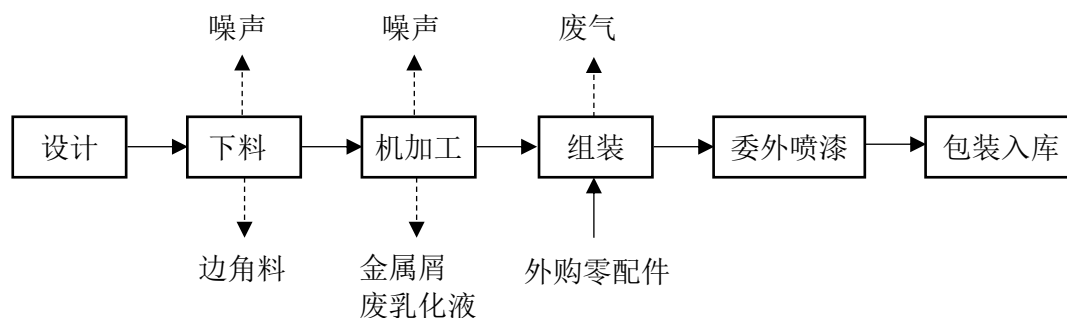 噪声
噪声
废气
设计
下料
机加工
组装
委外喷漆
包装入库
边角料
金属屑
废乳化液
外购零配件